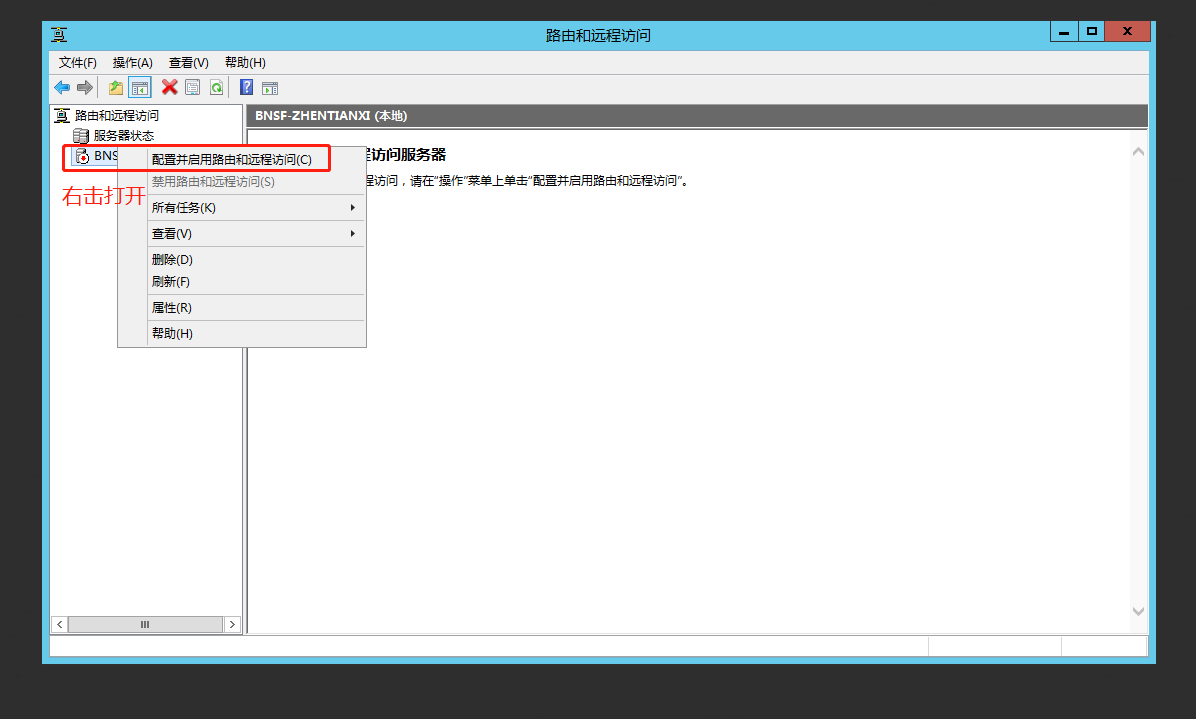 路由和远程访问
文件(F) 操作(A) 查看(V) 帮助(H)
路由和远程访问
服务器状态
BNS
右击打开
配置并启用路由和远程访问(C)
禁用路由和远程访问(S)
所有任务(K)
查看(V)
删除(D)
刷新(F)
属性(R)
帮助(H)
BNSF-ZHENTIANXI (本地)
程访问服务器
程访问，请在"操作"菜单上单击"配置并启用路由和远程访问"。